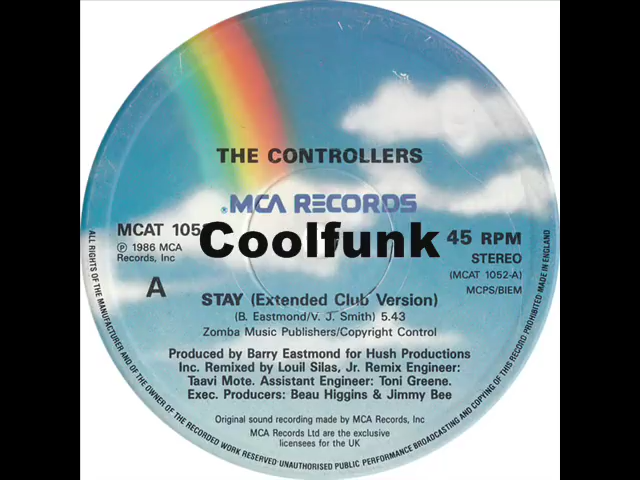 THE CONTROLLERS
MCA RECORDS
MCAT 105
Coolfunk
45 RPM
℗ 1986 MCA
Records, Inc
STEREO
(MCAT 1052-A)
MCPS/BIEM
A
STAY (Extended Club Version)
(B. Eastmond/V. J. Smith) 5.43
Zomba Music Publishers/Copyright Control
Produced by Barry Eastmond for Hush Productions
Inc. Remixed by Louil Silas, Jr. Remix Engineer:
Taavi Mote. Assistant Engineer: Toni Greene.
Exec. Producers: Beau Higgins & Jimmy Bee
Original sound recording made by MCA Records, Inc
MCA Records Ltd are the exclusive
licensees for the UK
ALL RIGHTS OF THE MANUFACTURER AND OF THE OWNER OF THE RECORDED WORK RESERVED·UNAUTHORISED PUBLIC PERFORMANCE BROADCASTING AND COPYING OF THIS RECORD PROHIBITED·MADE IN ENGLAND